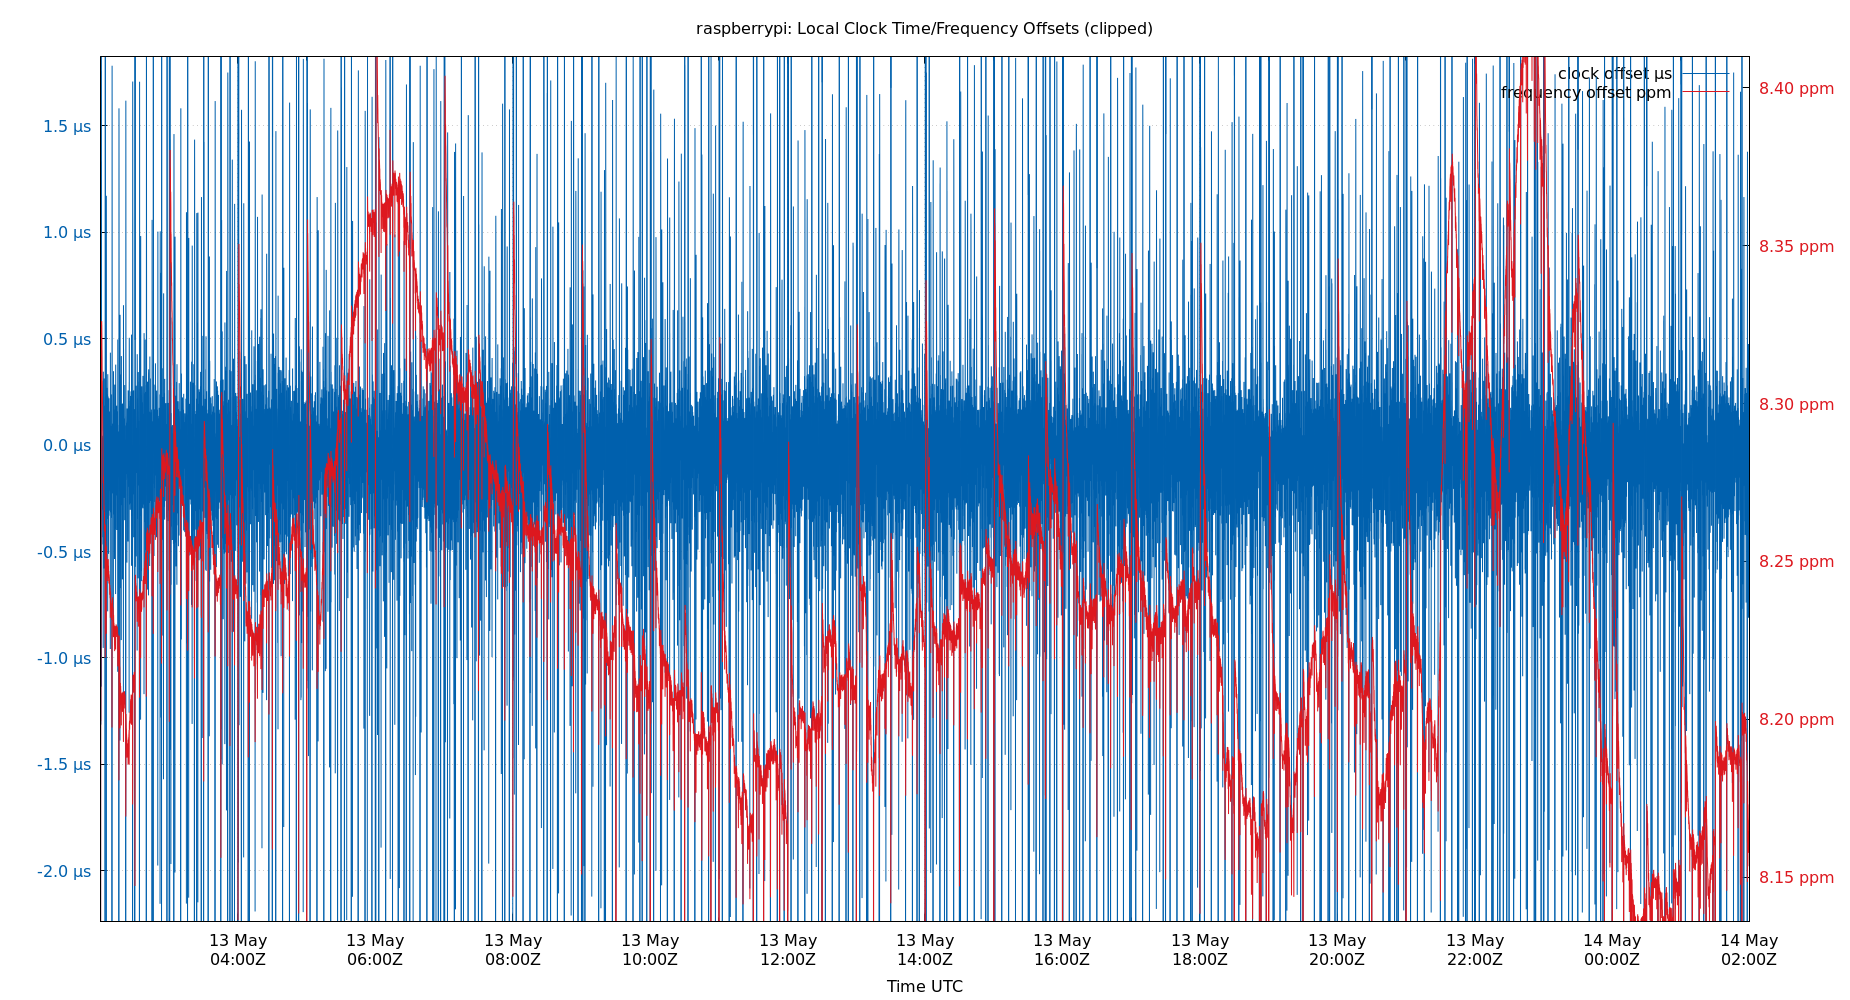 raspberrypi: Local Clock Time/Frequency Offsets (clipped)
clock offset µs
frequency offset ppm
1.5 µs
1.0 µs
0.5 µs
0.0 µs
-0.5 µs
-1.0 µs
-1.5 µs
-2.0 µs
8.40 ppm
8.35 ppm
8.30 ppm
8.25 ppm
8.20 ppm
8.15 ppm
13 May 13 May 13 May 13 May 13 May 13 May 13 May 13 May 13 May 13 May 14 May 14 May
04:00Z 06:00Z 08:00Z 10:00Z 12:00Z 14:00Z 16:00Z 18:00Z 20:00Z 22:00Z 00:00Z 02:00Z
Time UTC